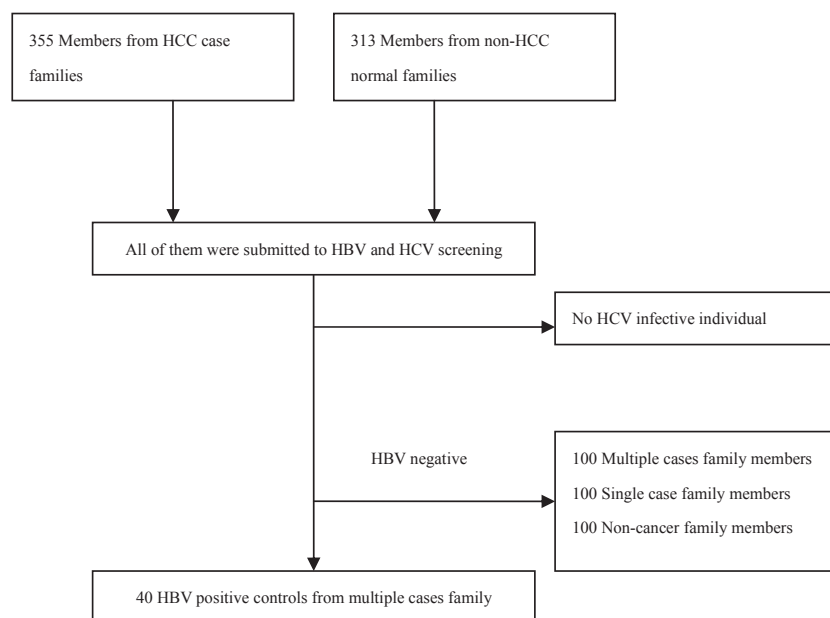 355 Members from HCC case
families
313 Members from non-HCC
normal families
All of them were submitted to HBV and HCV screening
No HCV infective individual
HBV negative
100 Multiple cases family members
100 Single case family members
100 Non-cancer family members
40 HBV positive controls from multiple cases family